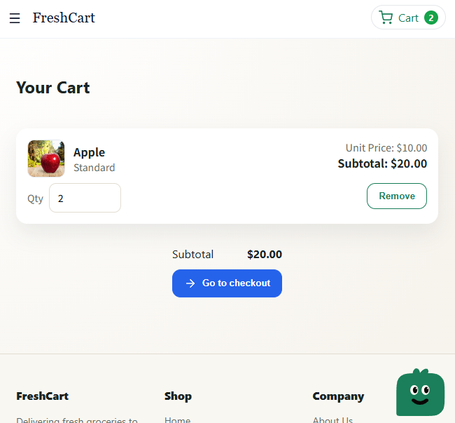 ☰ FreshCart Cart 2
Your Cart
Apple
Standard
Unit Price: $10.00
Subtotal: $20.00
Qty 2
Remove
Subtotal $20.00
→ Go to checkout
FreshCart Shop Company
Delivering fresh groceries to Home About Us